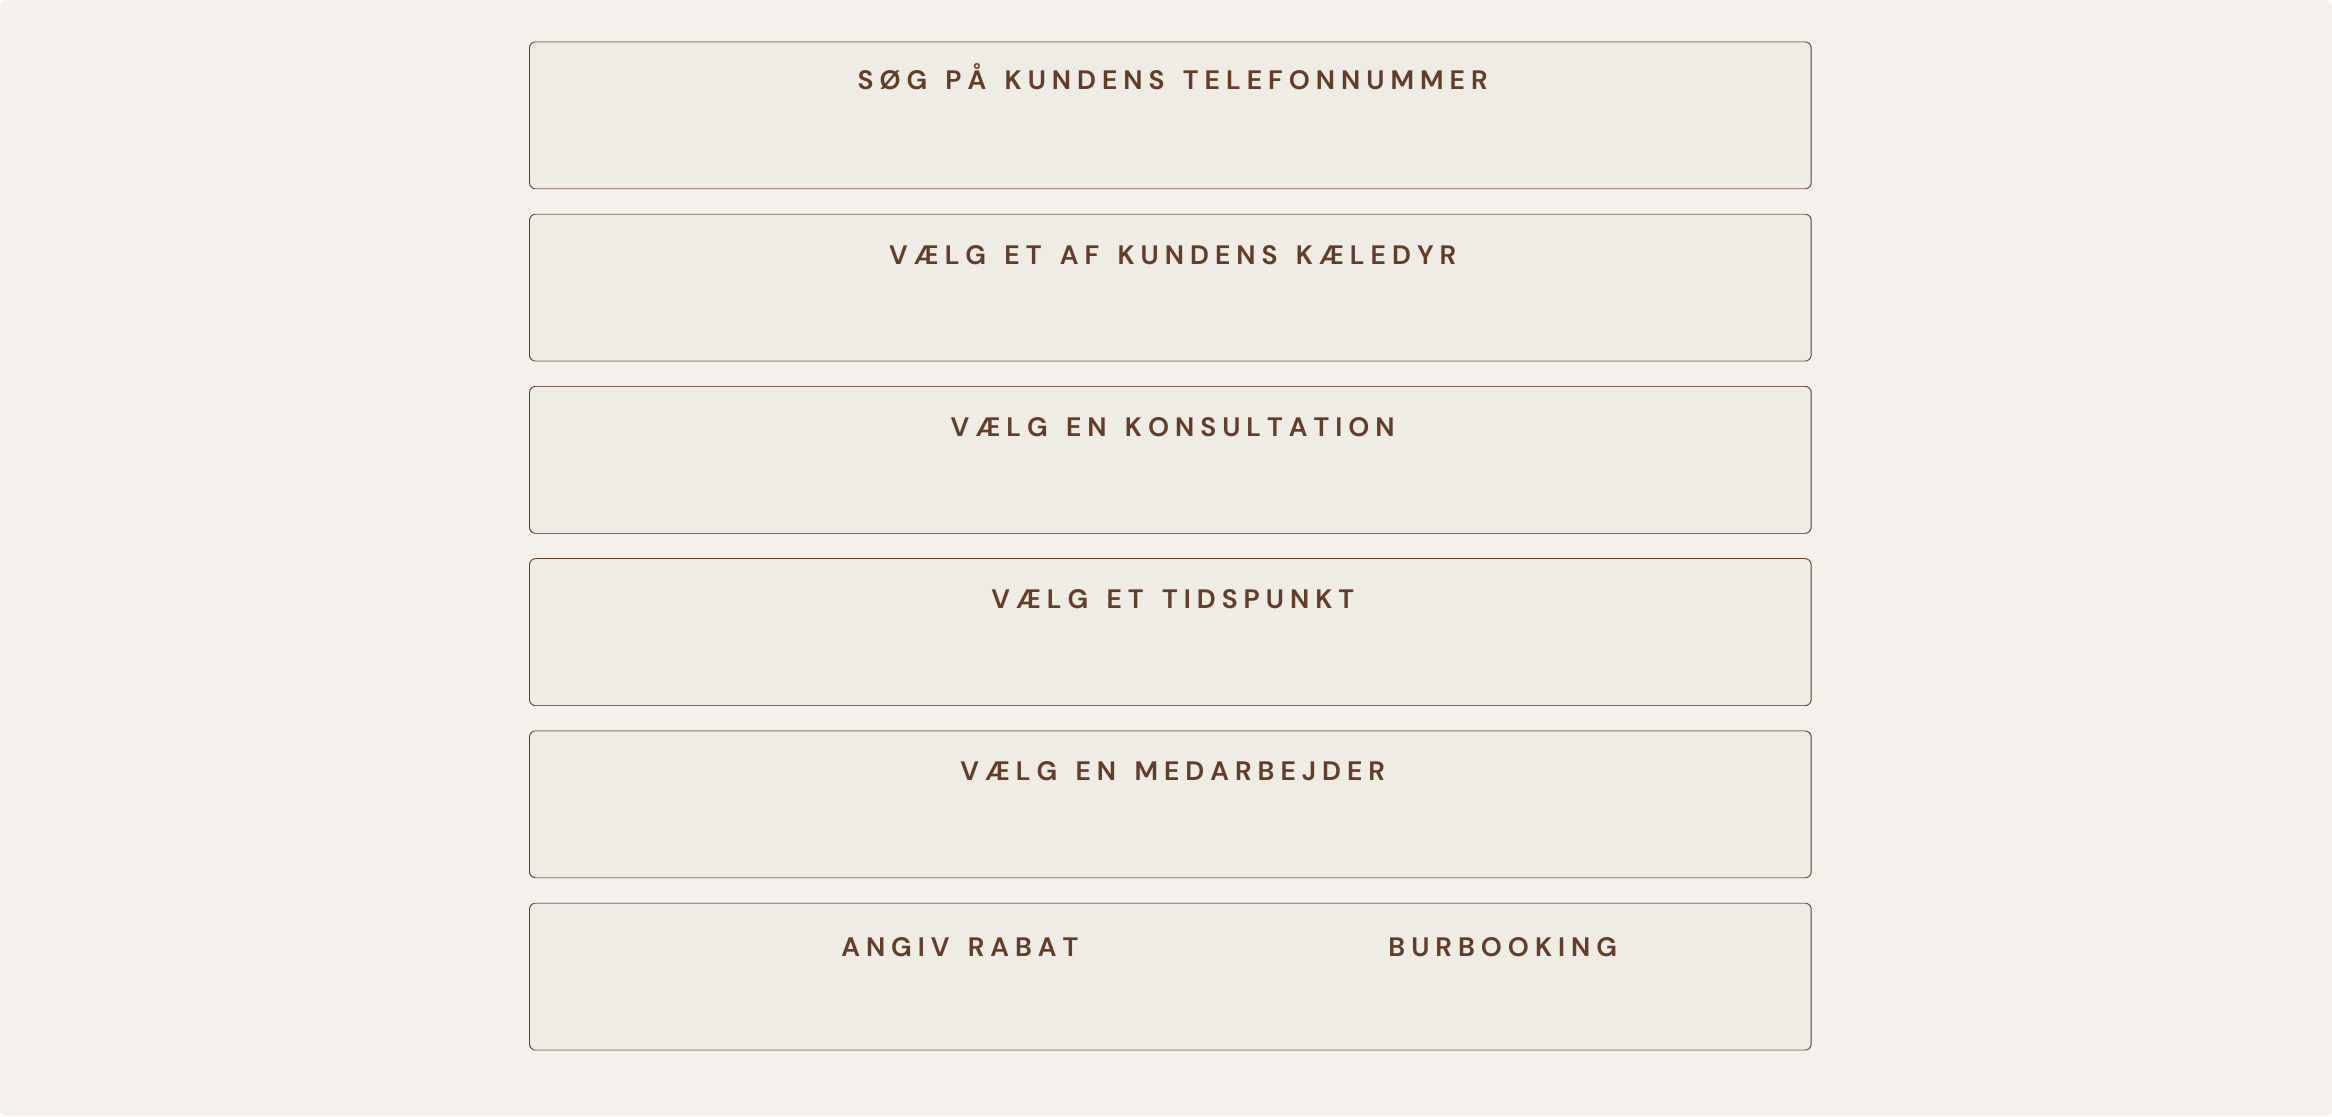 SØG PÅ KUNDENS TELEFONNUMMER
VÆLG ET AF KUNDENS KÆLEDYR
VÆLG EN KONSULTATION
VÆLG ET TIDSPUNKT
VÆLG EN MEDARBEJDER
ANGIV RABAT
BURBOOKING